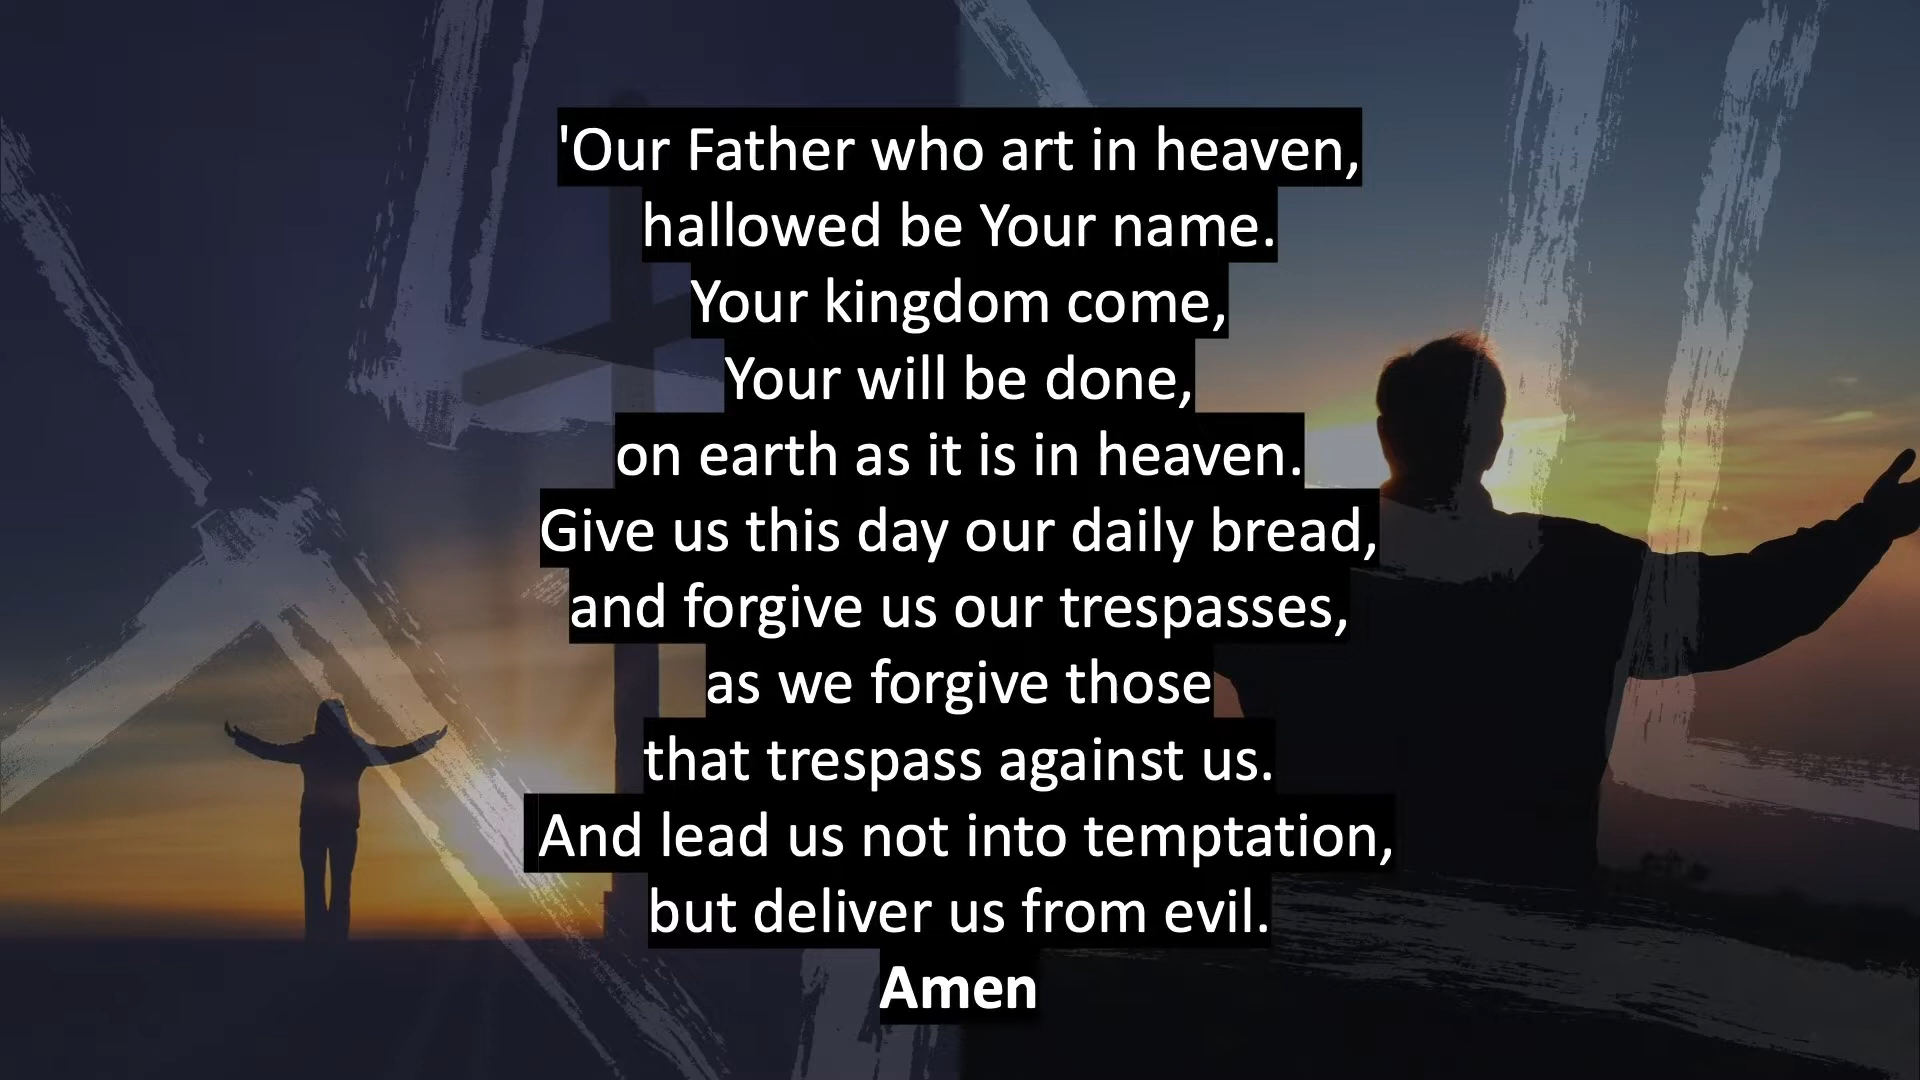 'Our Father who art in heaven,
hallowed be Your name.
Your kingdom come,
Your will be done,
on earth as it is in heaven.
Give us this day our daily bread,
and forgive us our trespasses,
as we forgive those
that trespass against us.
And lead us not into temptation,
but deliver us from evil.
Amen